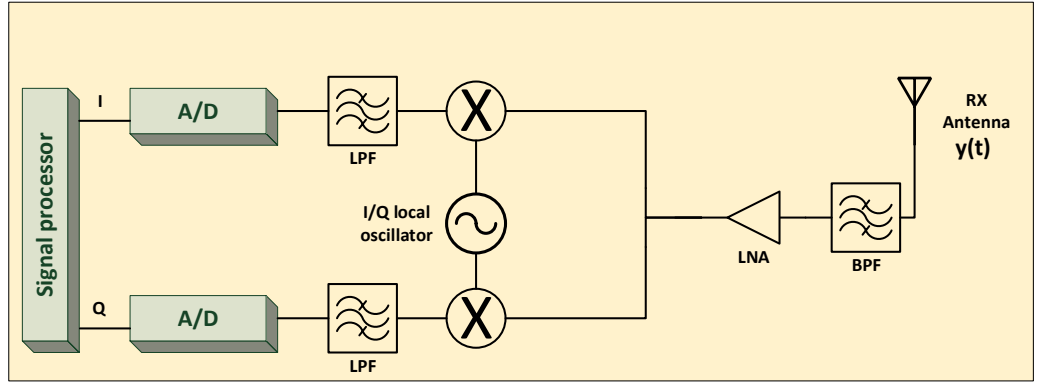 Signal processor
I
A/D
LPF
X
I/Q local
oscillator
Q
A/D
LPF
X
LNA
BPF
RX
Antenna
y(t)